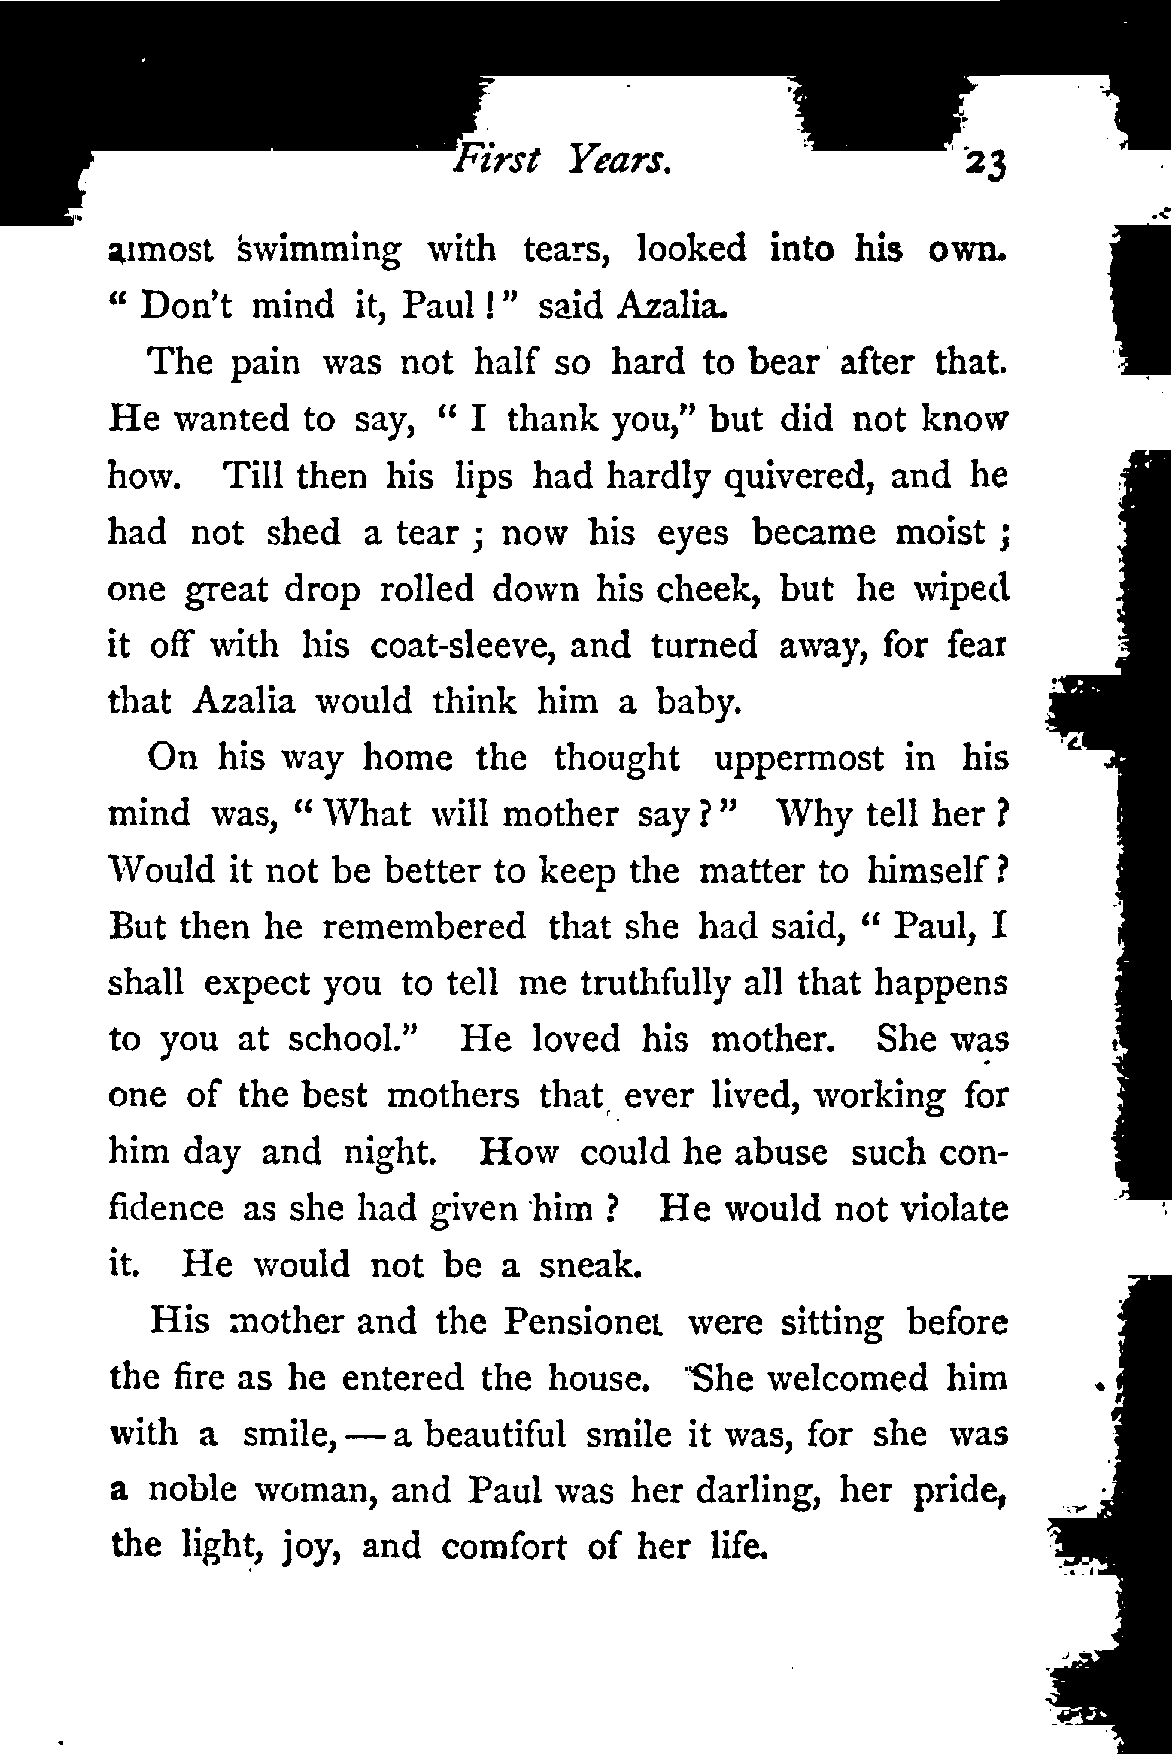 First Years. 23
almost swimming with tears, looked into his own.
“ Don't mind it, Paul ! ” said Azalia.
The pain was not half so hard to bear after that.
He wanted to say, “ I thank you,” but did not know
how. Till then his lips had hardly quivered, and he
had not shed a tear ; now his eyes became moist ;
one great drop rolled down his cheek, but he wiped
it off with his coat-sleeve, and turned away, for fear
that Azalia would think him a baby.
On his way home the thought uppermost in his
mind was, “ What will mother say ? ” Why tell her ?
Would it not be better to keep the matter to himself ?
But then he remembered that she had said, “ Paul, I
shall expect you to tell me truthfully all that happens
to you at school.” He loved his mother. She was
one of the best mothers that ever lived, working for
him day and night. How could he abuse such con-
fidence as she had given him ? He would not violate
it. He would not be a sneak.
His mother and the Pensioner were sitting before
the fire as he entered the house. She welcomed him
with a smile, — a beautiful smile it was, for she was
a noble woman, and Paul was her darling, her pride,
the light, joy, and comfort of her life.